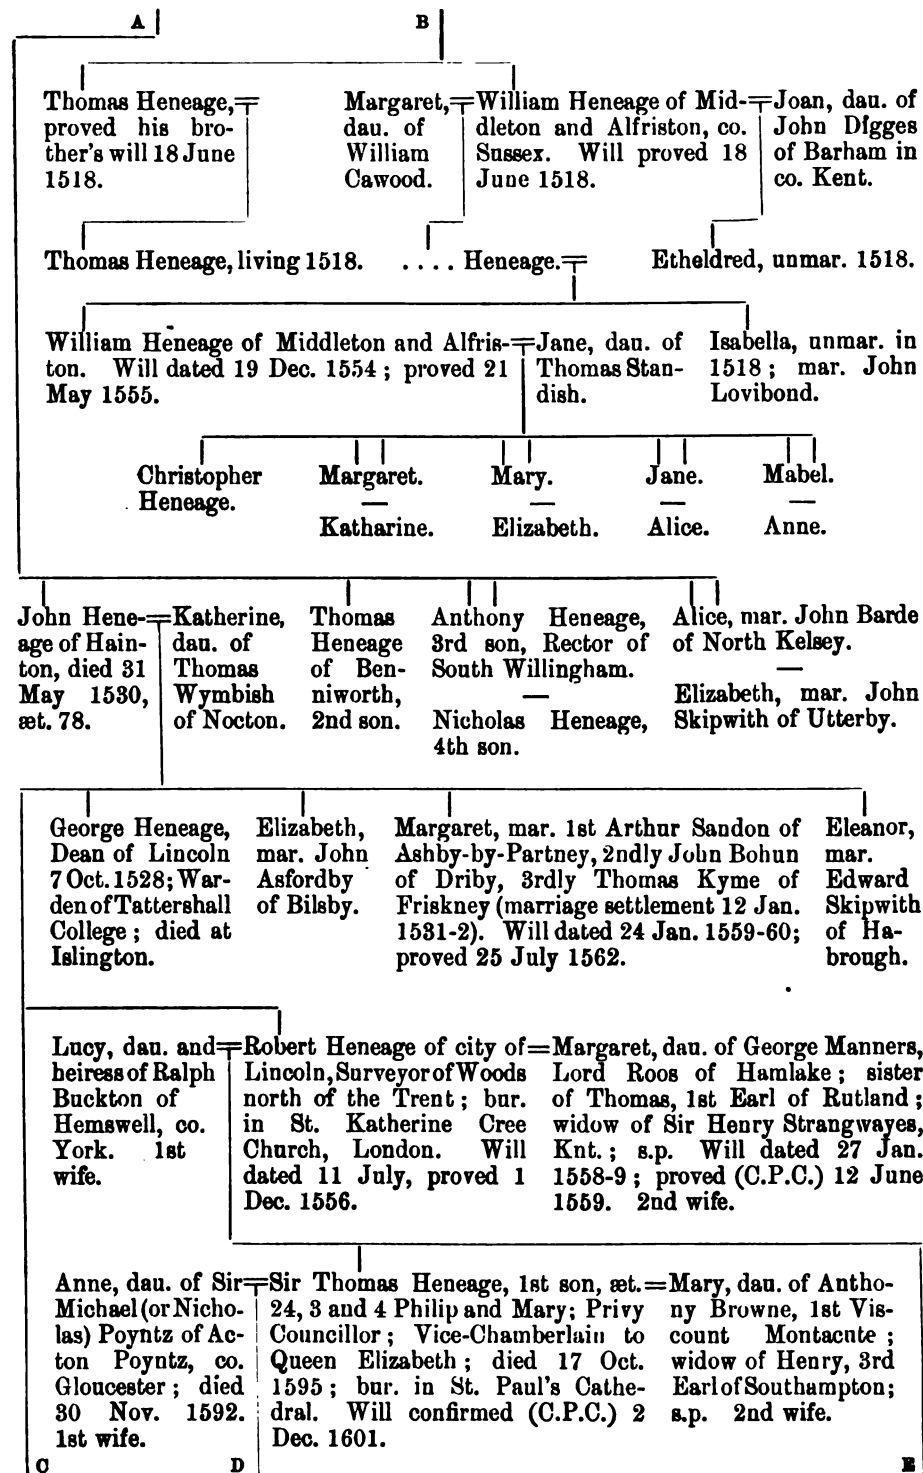 A B
Thomas Heneage,
proved his bro-
ther's will 18 June
1518.
Margaret,
dau. of
William
Cawood.
William Heneage of Mid-
dleton and Alfriston, co.
Sussex. Will proved 18
June 1518.
Joan, dau. of
John Digges
of Barham in
co. Kent.
Thomas Heneage, living 1518.
.... Heneage.
Etheldred, unmar. 1518.
William Heneage of Middleton and Alfris-
ton. Will dated 19 Dec. 1554; proved 21
May 1555.
Jane, dau. of
Thomas Stan-
dish.
Isabella, unmar. in
1518; mar. John
Lovibond.
Christopher
Heneage.
Margaret.
—
Katharine.
Mary.
—
Elizabeth.
Jane.
—
Alice.
Mabel.
—
Anne.
John Hene-
age of Hain-
ton, died 31
May 1530,
æt. 78.
Katherine,
dau. of
Thomas
Wymbish
of Nocton.
Thomas
Heneage
of Ben-
niworth,
2nd son.
Anthony Heneage,
3rd son, Rector of
South Willingham.
—
Nicholas Heneage,
4th son.
Alice, mar. John Barde
of North Kelsey.
—
Elizabeth, mar. John
Skipwith of Utterby.
George Heneage,
Dean of Lincoln
7 Oct. 1528; War-
den of Tattershall
College; died at
Islington.
Elizabeth,
mar. John
Asfordby
of Bilsby.
Margaret, mar. 1st Arthur Sandon of
Ashby-by-Partney, 2ndly John Bohun
of Driby, 3rdly Thomas Kyme of
Friskney (marriage settlement 12 Jan.
1531-2). Will dated 24 Jan. 1559-60;
proved 25 July 1562.
Eleanor,
mar.
Edward
Skipwith
of Ha-
brough.
Lucy, dau. and
heiress of Ralph
Buckton of
Hemswell, co.
York. 1st
wife.
Robert Heneage of city of
Lincoln, Surveyor of Woods
north of the Trent; bur.
in St. Katherine Cree
Church, London. Will
dated 11 July, proved 1
Dec. 1556.
Margaret, dau. of George Manners,
Lord Roos of Hamlake; sister
of Thomas, 1st Earl of Rutland;
widow of Sir Henry Strangwayes,
Knt.; s.p. Will dated 27 Jan.
1558-9; proved (C.P.C.) 12 June
1559. 2nd wife.
Anne, dau. of Sir
Michael (or Nicho-
las) Poyntz of Ac-
ton Poyntz, co.
Gloucester; died
30 Nov. 1592.
1st wife.
Sir Thomas Heneage, 1st son, æt.
24, 3 and 4 Philip and Mary; Privy
Councillor; Vice-Chamberlain to
Queen Elizabeth; died 17 Oct.
1595; bur. in St. Paul's Cathe-
dral. Will confirmed (C.P.C.) 2
Dec. 1601.
Mary, dau. of Antho-
ny Browne, 1st Vis-
count Montacute;
widow of Henry, 3rd
Earl of Southampton;
s.p. 2nd wife.
C D E